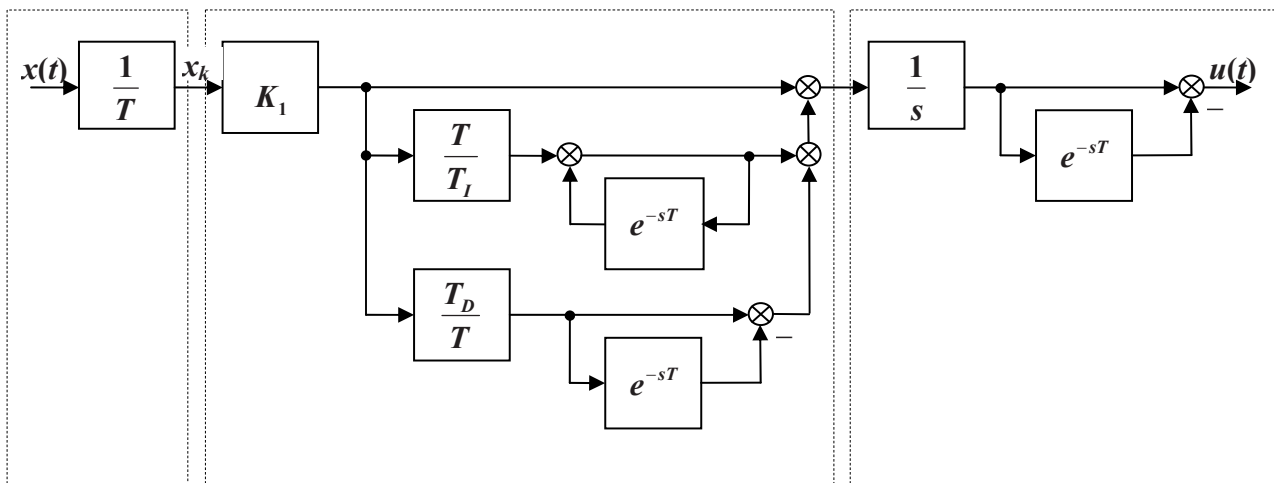 x(t)
1
T
x_k
K_1
T
T_I
e^{-sT}
T_D
T
e^{-sT}
–
1
s
e^{-sT}
–
u(t)